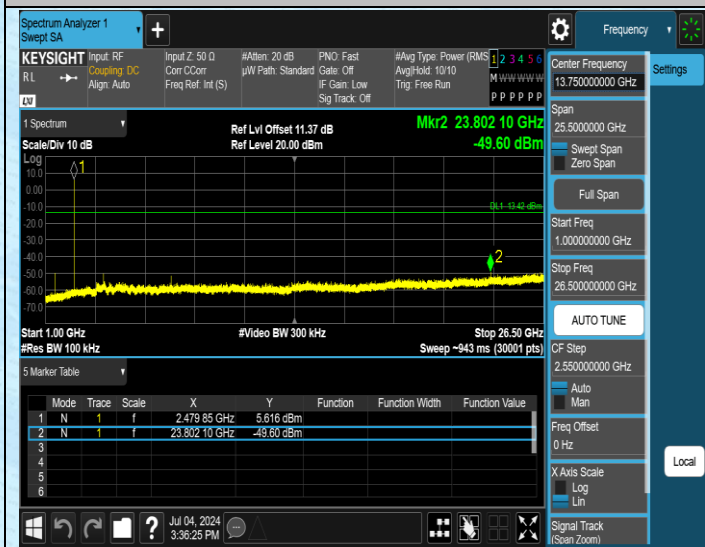 Spectrum Analyzer 1
Swept SA
Frequency
KEYSIGHT
RL
LXI
Input: RF
Coupling: DC
Align: Auto
Input Z: 50 Ω
Corr CCorr
Freq Ref: Int (S)
#Atten: 20 dB
µW Path: Standard
PNO: Fast
Gate: Off
IF Gain: Low
Sig Track: Off
#Avg Type: Power (RMS
Avg|Hold: 10/10
Trig: Free Run
1 2 3 4 5 6
M W W W W W
P P P P P P
1 Spectrum
Scale/Div 10 dB
Log
Ref Lvl Offset 11.37 dB
Ref Level 20.00 dBm
Mkr2 23.802 10 GHz
-49.60 dBm
10.0
0.00
-10.0
-20.0
-30.0
-40.0
-50.0
-60.0
-70.0
1
DL1 -13.42 dBm
2
Start 1.00 GHz
#Video BW 300 kHz
Stop 26.50 GHz
#Res BW 100 kHz
Sweep ~943 ms (30001 pts)
5 Marker Table
Mode Trace Scale X Y Function Function Width Function Value
1 N 1 f 2.479 85 GHz 5.616 dBm
2 N 1 f 23.802 10 GHz -49.60 dBm
3
4
5
6
?
Jul 04, 2024
3:36:25 PM
Center Frequency
13.750000000 GHz
Span
25.5000000 GHz
Swept Span
Zero Span
Full Span
Start Freq
1.000000000 GHz
Stop Freq
26.500000000 GHz
AUTO TUNE
CF Step
2.550000000 GHz
Auto
Man
Freq Offset
0 Hz
X Axis Scale
Log
Lin
Signal Track
(Span Zoom)
Settings
Local